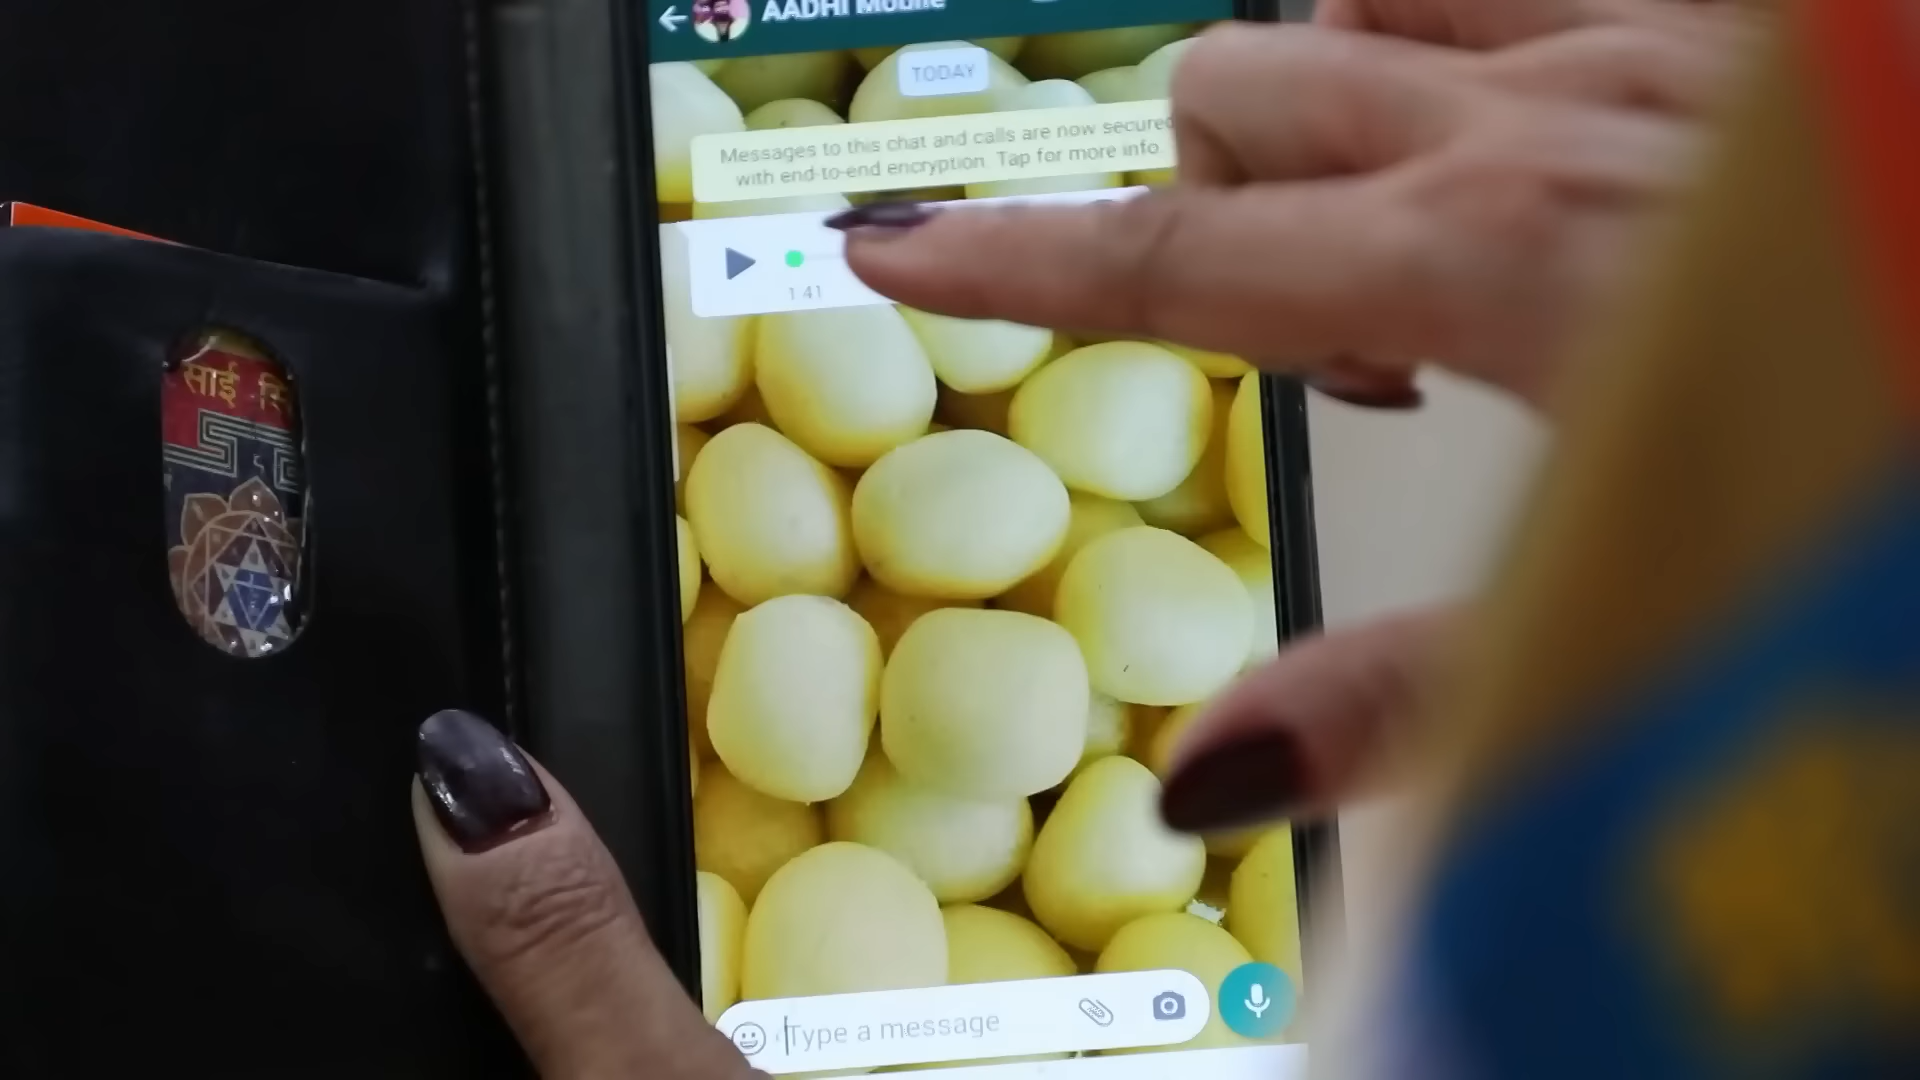 AADHI Mobile
TODAY
Messages to this chat and calls are now secured
with end-to-end encryption. Tap for more info.
1:41
साई
Type a message